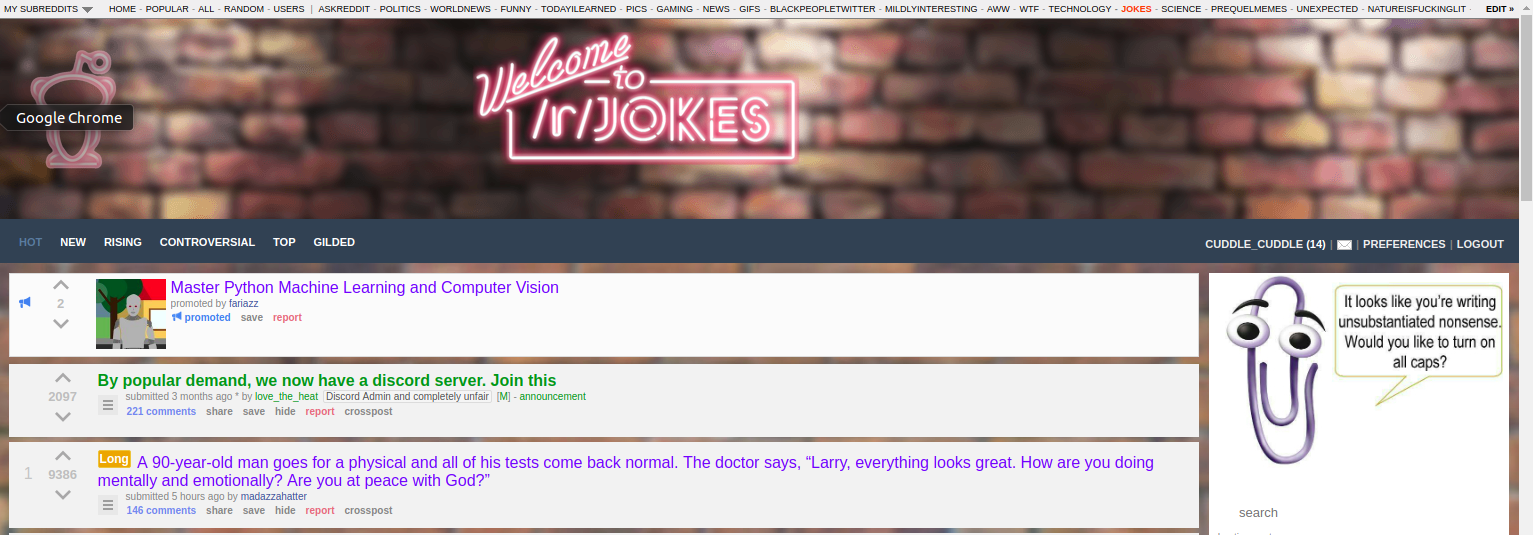 MY SUBREDDITS HOME - POPULAR - ALL - RANDOM - USERS | ASKREDDIT - POLITICS - WORLDNEWS - FUNNY - TODAYILEARNED - PICS - GAMING - NEWS - GIFS - BLACKPEOPLETWITTER - MILDLYINTERESTING - AWW - WTF - TECHNOLOGY - JOKES - SCIENCE - PREQUELMEMES - UNEXPECTED - NATUREISFUCKINGLIT - EDIT »
Welcome
to
/r/JOKES
Google Chrome
HOT NEW RISING CONTROVERSIAL TOP GILDED
CUDDLE_CUDDLE (14) | | PREFERENCES | LOGOUT
2
Master Python Machine Learning and Computer Vision
promoted by fariazz
promoted save report
2097
By popular demand, we now have a discord server. Join this
submitted 3 months ago * by love_the_heat Discord Admin and completely unfair [M] - announcement
221 comments share save hide report crosspost
1
9386
Long A 90-year-old man goes for a physical and all of his tests come back normal. The doctor says, “Larry, everything looks great. How are you doing
mentally and emotionally? Are you at peace with God?”
submitted 5 hours ago by madazzahatter
146 comments share save hide report crosspost
It looks like you're writing
unsubstantiated nonsense.
Would you like to turn on
all caps?
search